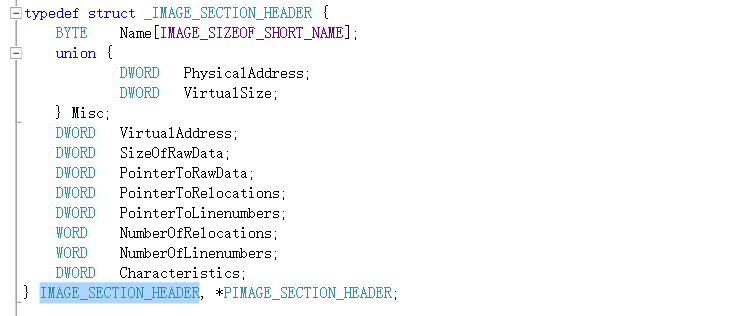 typedef struct _IMAGE_SECTION_HEADER {
BYTE Name[IMAGE_SIZEOF_SHORT_NAME];
union {
DWORD PhysicalAddress;
DWORD VirtualSize;
} Misc;
DWORD VirtualAddress;
DWORD SizeOfRawData;
DWORD PointerToRawData;
DWORD PointerToRelocations;
DWORD PointerToLinenumbers;
WORD NumberOfRelocations;
WORD NumberOfLinenumbers;
DWORD Characteristics;
} IMAGE_SECTION_HEADER, *PIMAGE_SECTION_HEADER;